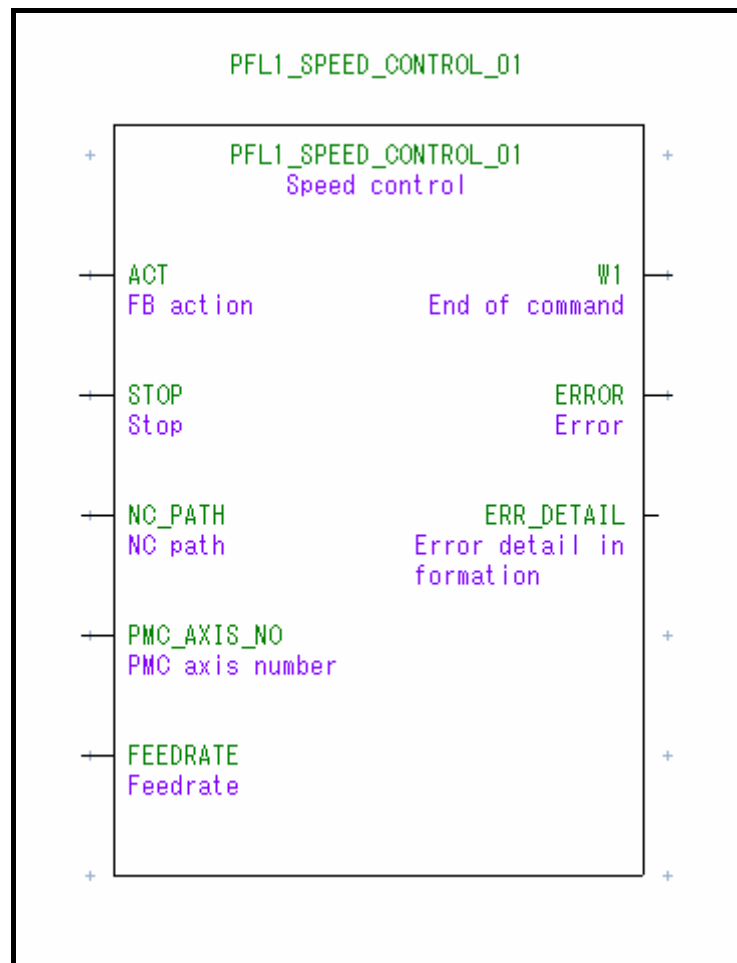 PFL1_SPEED_CONTROL_01
PFL1_SPEED_CONTROL_01
Speed control
ACT
FB action
W1
End of command
STOP
Stop
ERROR
Error
NC_PATH
NC path
ERR_DETAIL
Error detail in
formation
PMC_AXIS_NO
PMC axis number
FEEDRATE
Feedrate